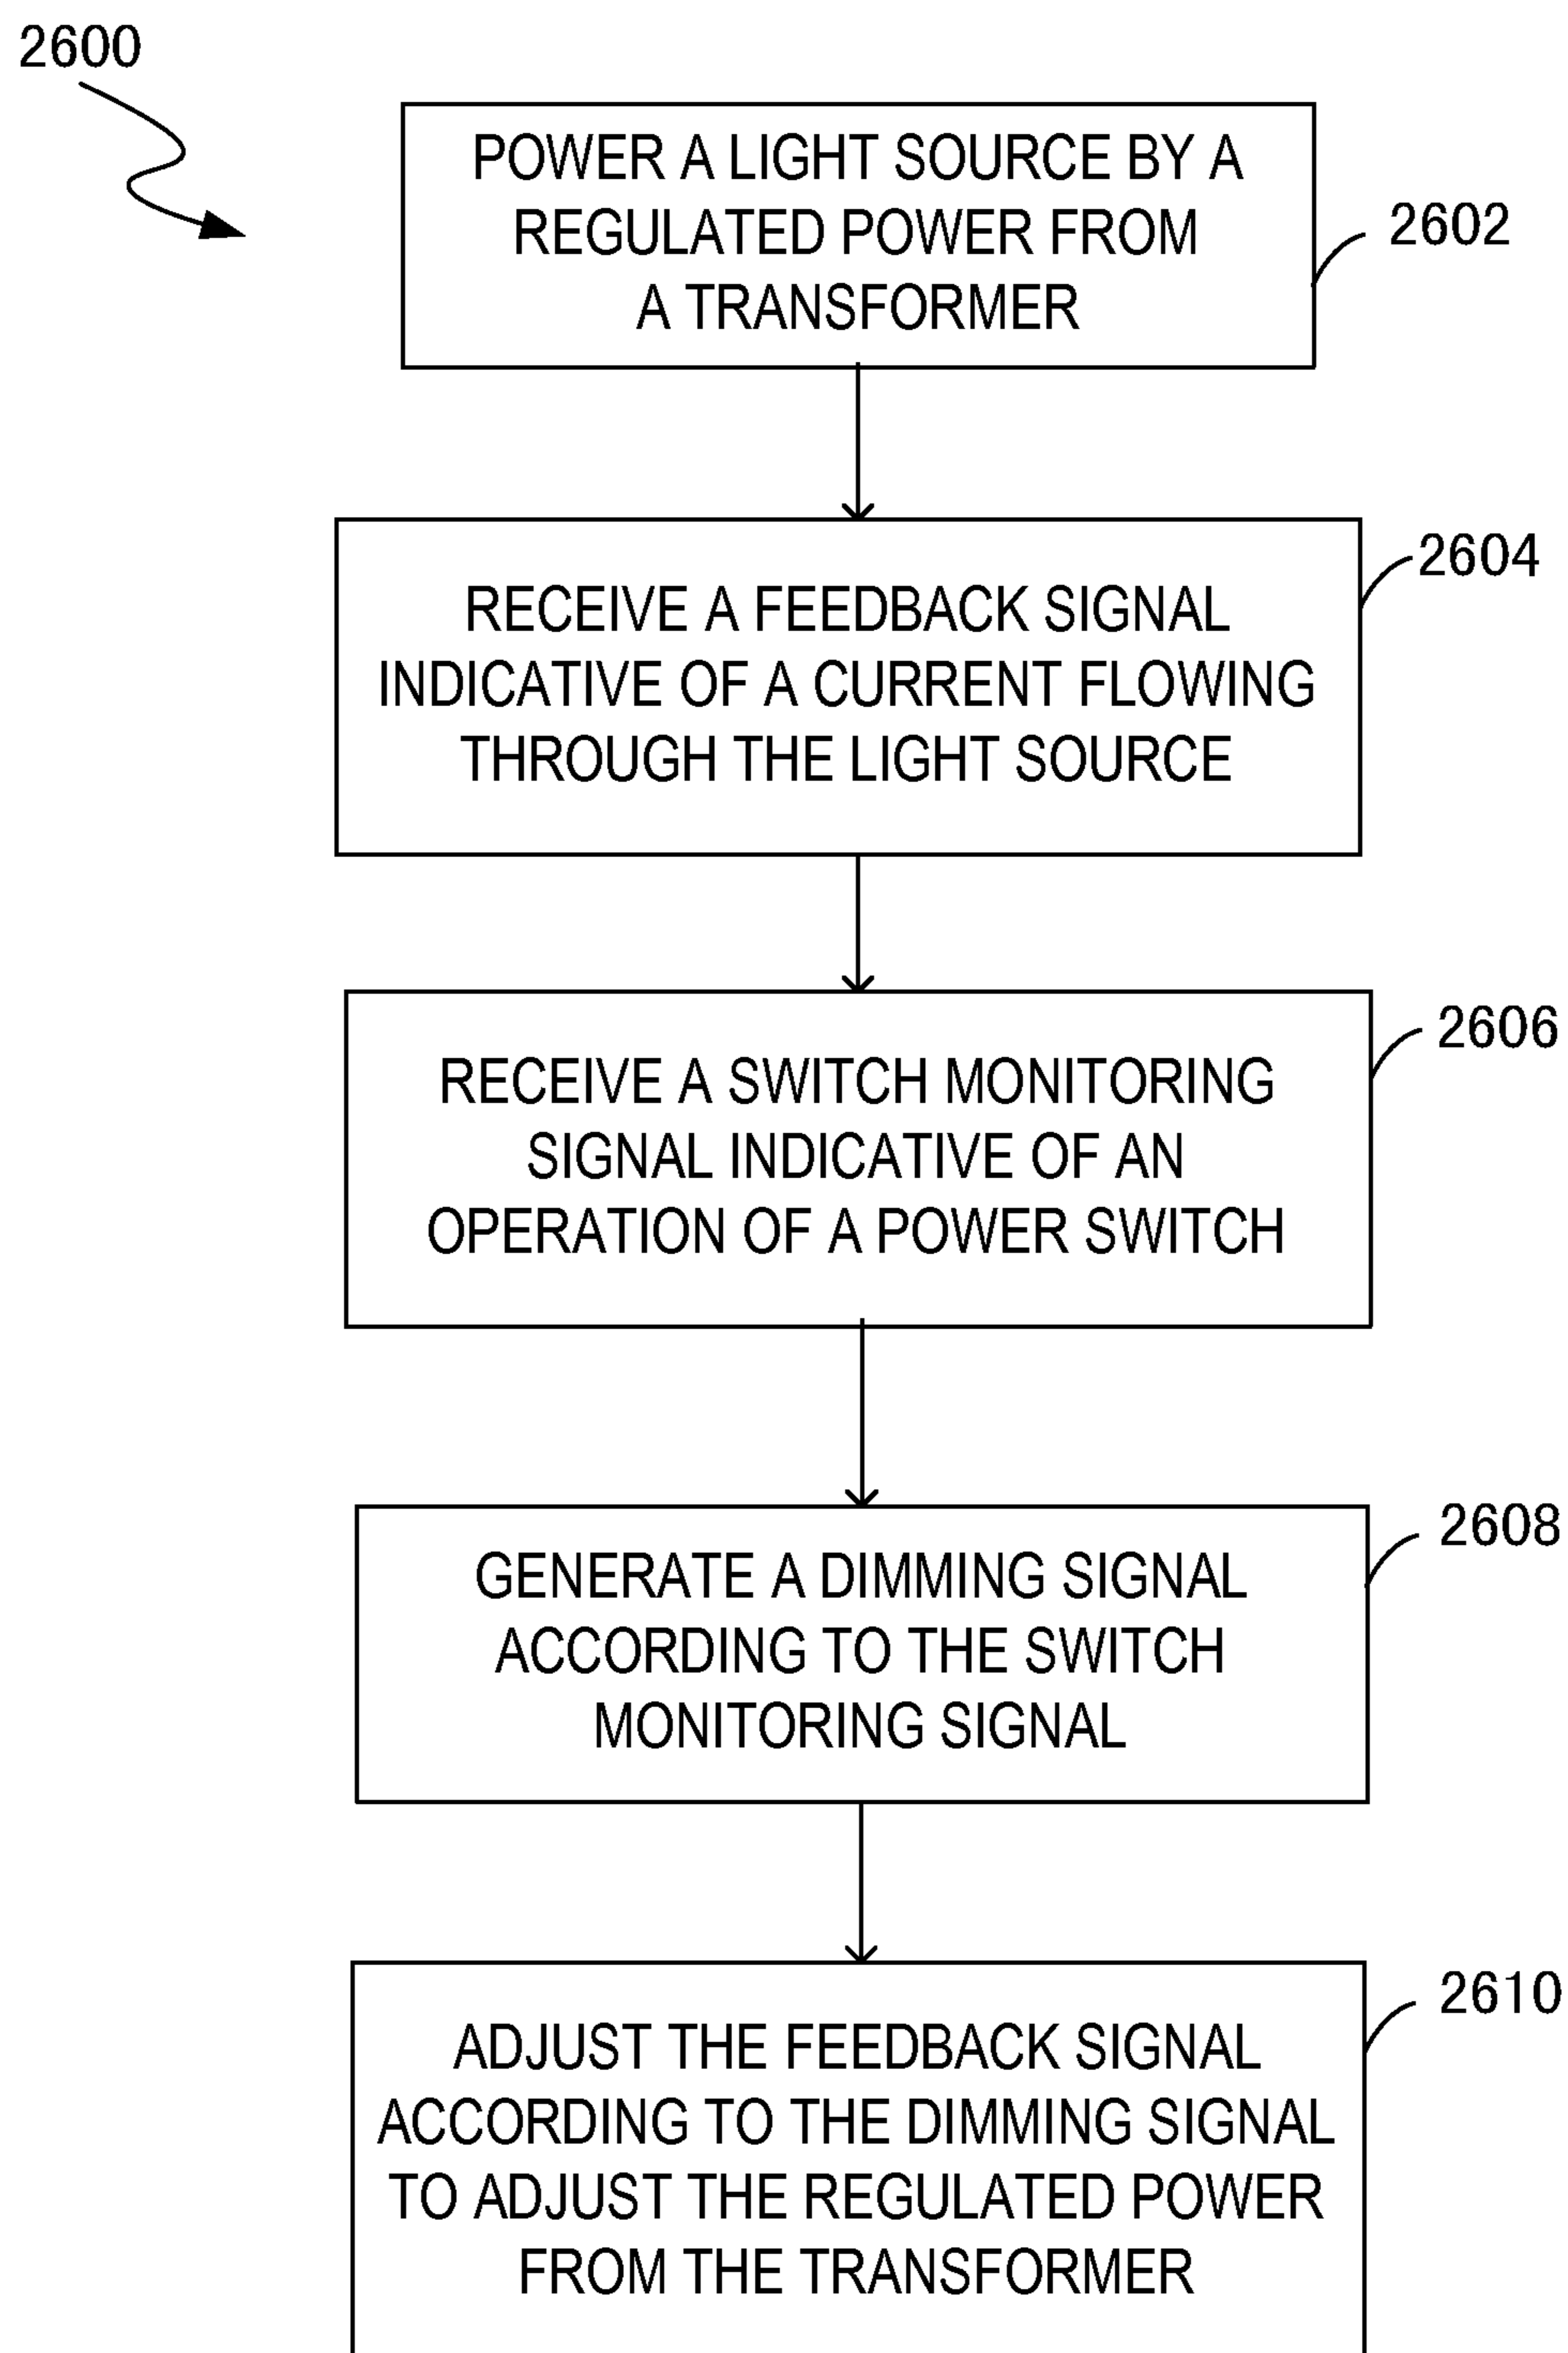 2600
POWER A LIGHT SOURCE BY A
REGULATED POWER FROM
A TRANSFORMER
2602
RECEIVE A FEEDBACK SIGNAL
INDICATIVE OF A CURRENT FLOWING
THROUGH THE LIGHT SOURCE
2604
RECEIVE A SWITCH MONITORING
SIGNAL INDICATIVE OF AN
OPERATION OF A POWER SWITCH
2606
GENERATE A DIMMING SIGNAL
ACCORDING TO THE SWITCH
MONITORING SIGNAL
2608
ADJUST THE FEEDBACK SIGNAL
ACCORDING TO THE DIMMING SIGNAL
TO ADJUST THE REGULATED POWER
FROM THE TRANSFORMER
2610